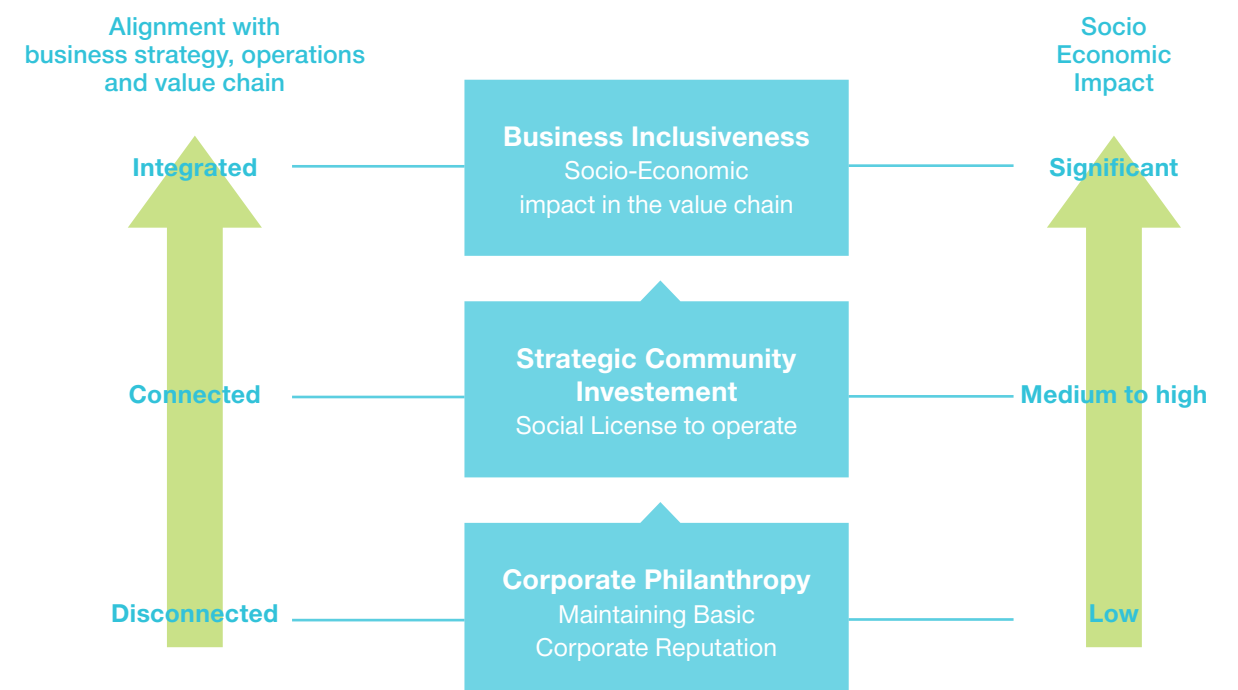 Alignment with
business strategy, operations
and value chain
Socio
Economic
Impact
Integrated
Business Inclusiveness
Socio-Economic
impact in the value chain
Significant
Connected
Strategic Community
Investement
Social License to operate
Medium to high
Disconnected
Corporate Philanthropy
Maintaining Basic
Corporate Reputation
Low